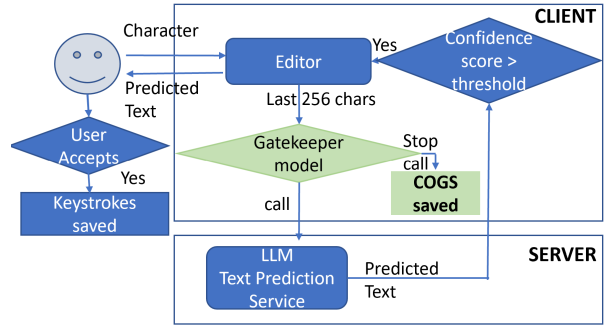 CLIENT
Character
Editor
Yes
Confidence
score >
threshold
Predicted
Text
Last 256 chars
User
Accepts
Gatekeeper
model
Stop
call
Yes
COGS
saved
Keystrokes
saved
call
SERVER
LLM
Text Prediction
Service
Predicted
Text